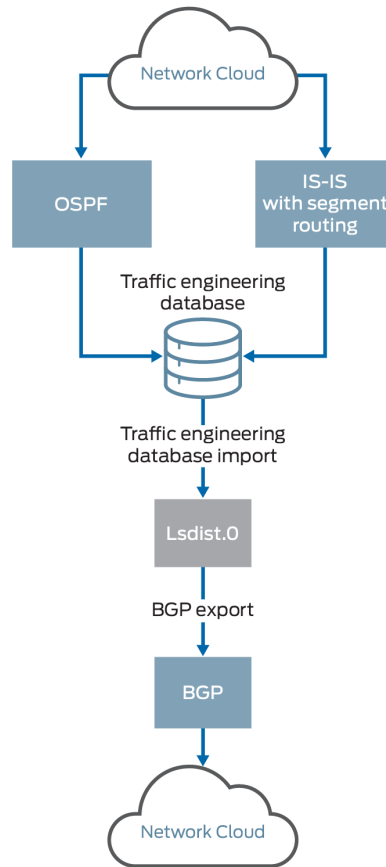 Network Cloud
OSPF
IS-IS
with segment
routing
Traffic engineering
database
Traffic engineering
database import
Lsdist.0
BGP export
BGP
Network Cloud